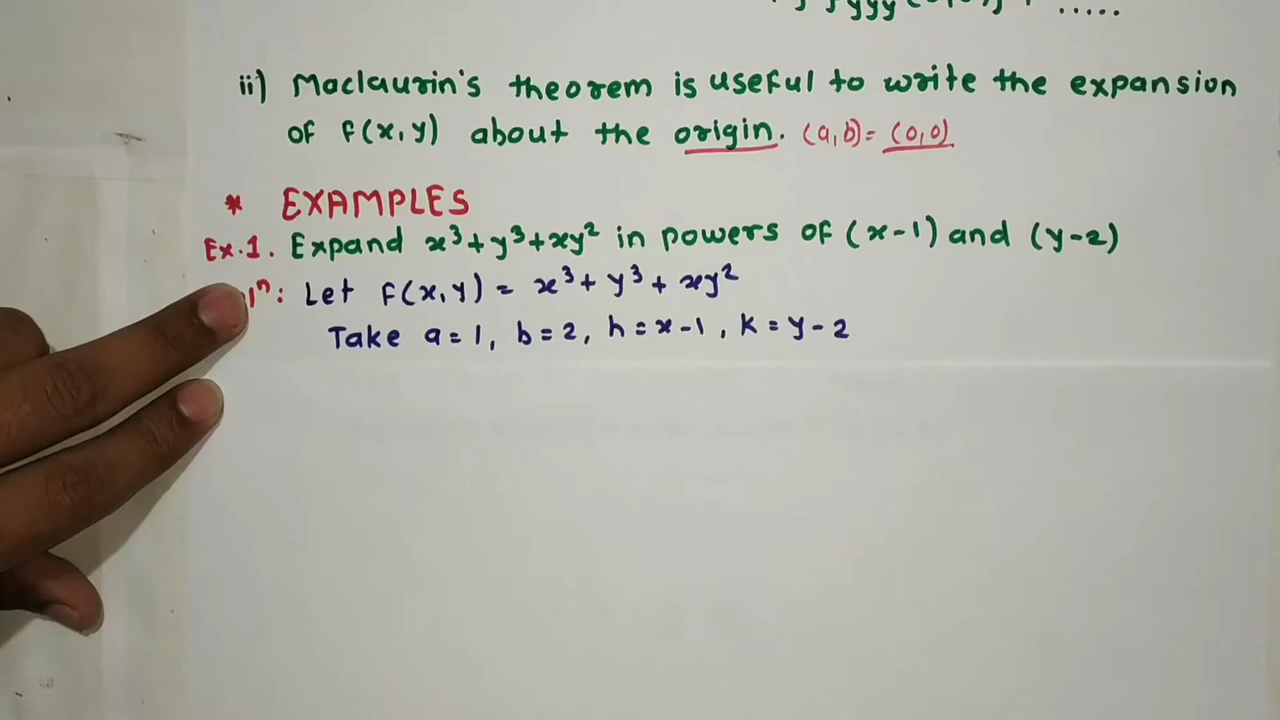 ii) Maclaurin's theorem is useful to write the expansion
of f(x,y) about the origin. (a,b)= (0,0)
* EXAMPLES
Ex.1. Expand x³+y³+xy² in powers of (x-1) and (y-2)
Let f(x,y) = x³+ y³+ xy²
Take a=1, b=2, h=x-1, k=y-2